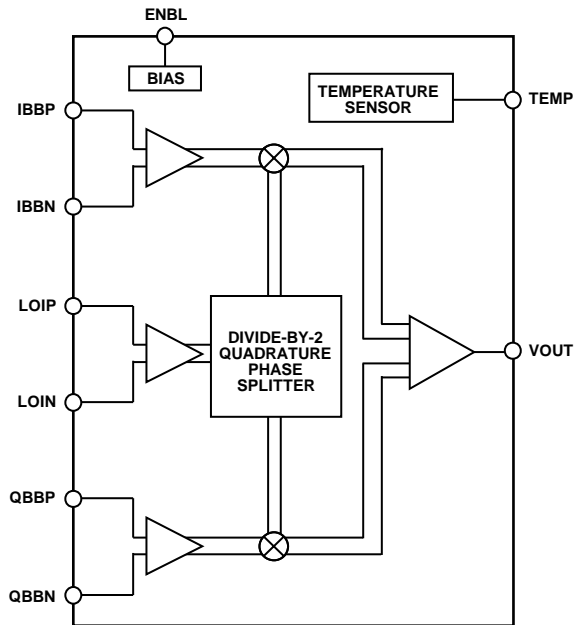 ENBL
BIAS
TEMPERATURE
SENSOR
TEMP
IBBP
IBBN
LOIP
DIVIDE-BY-2
QUADRATURE
PHASE
SPLITTER
VOUT
LOIN
QBBP
QBBN